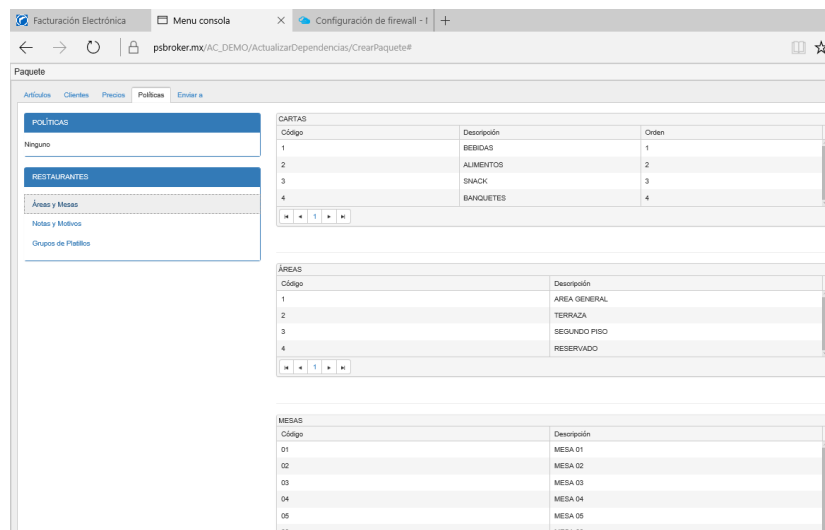 Facturación Electrónica
Menu consola
Configuración de firewall - I
psbroker.mx/AC_DEMO/ActualizarDependencias/CrearPaquete#
Paquete
Artículos Clientes Precios Políticas Enviar a
POLÍTICAS
Ninguno
RESTAURANTES
Áreas y Mesas
Notas y Motivos
Grupos de Platillos
CARTAS
Código Descripción Orden
1 BEBIDAS 1
2 ALIMENTOS 2
3 SNACK 3
4 BANQUETES 4
1
ÁREAS
Código Descripción
1 AREA GENERAL
2 TERRAZA
3 SEGUNDO PISO
4 RESERVADO
1
MESAS
Código Descripción
01 MESA 01
02 MESA 02
03 MESA 03
04 MESA 04
05 MESA 05